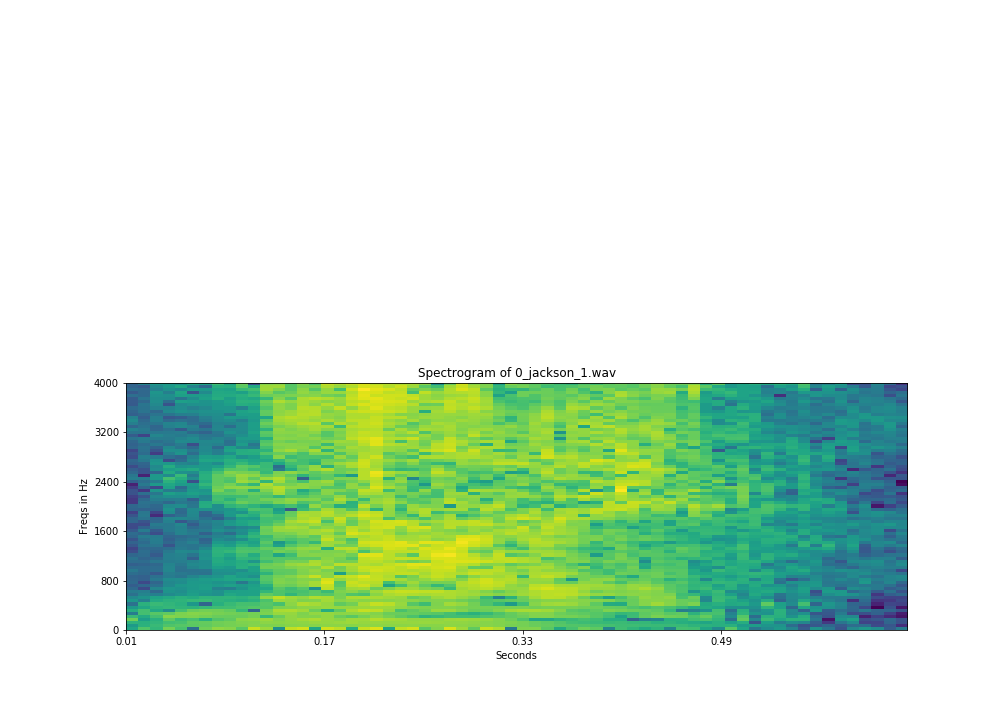 Spectrogram of 0_jackson_1.wav
4000
3200
2400
1600
800
0
Freqs in Hz
0.01 0.17 0.33 0.49
Seconds